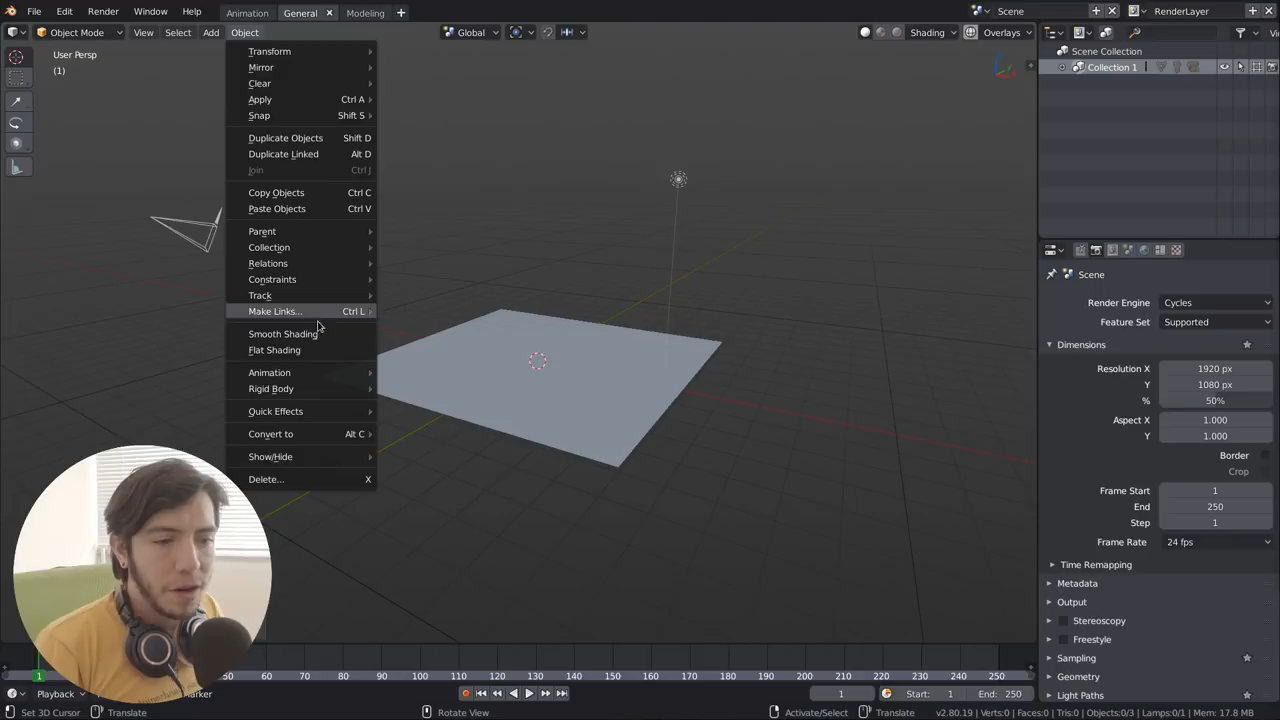 File Edit Render Window Help Animation General Modeling
Scene RenderLayer
Object Mode View Select Add Object Global Shading Overlays
User Persp
(1)
Transform
Mirror
Clear
Apply Ctrl A
Snap Shift S
Duplicate Objects Shift D
Duplicate Linked Alt D
Join Ctrl J
Copy Objects Ctrl C
Paste Objects Ctrl V
Parent
Collection
Relations
Constraints
Track
Make Links... Ctrl L
Smooth Shading
Flat Shading
Animation
Rigid Body
Quick Effects
Convert to Alt C
Show/Hide
Delete... X
Scene Collection
Collection 1
Scene
Render Engine Cycles
Feature Set Supported
Dimensions
Resolution X 1920 px
Y 1080 px
% 50%
Aspect X 1.000
Y 1.000
Border
Crop
Frame Start 1
End 250
Step 1
Frame Rate 24 fps
Time Remapping
Metadata
Output
Stereoscopy
Freestyle
Sampling
Geometry
Light Paths
1 50 60 70 80 90 100 110 120 130 140 150 160 170 180 190 200 210 220 230 240 250
Playback Marker 1 Start: 1 End: 250
Set 3D Cursor Translate Rotate View Activate/Select Translate v2.80.19 | Verts:0 | Faces:0 | Tris:0 | Objects:0/3 | Lamps:0/1 | Mem: 17.8 MB